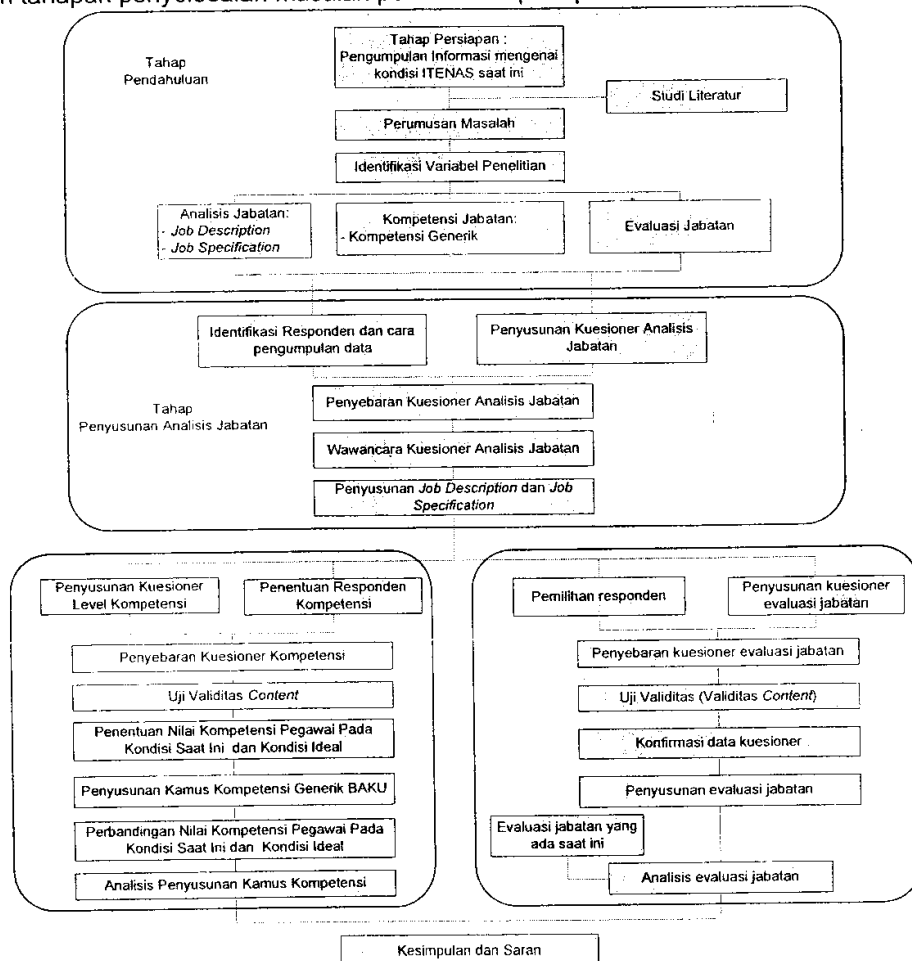 tahapan penyelesaian masalah
Tahap Persiapan :
Pengumpulan Informasi mengenai
kondisi ITENAS saat ini
Tahap
Pendahuluan
Studi Literatur
Perumusan Masalah
Identifikasi Variabel Penelitian
Analisis Jabatan:
- Job Description
- Job Specification
Kompetensi Jabatan:
- Kompetensi Generik
Evaluasi Jabatan
Identifikasi Responden dan cara
pengumpulan data
Penyusunan Kuesioner Analisis
Jabatan
Tahap
Penyusunan Analisis Jabatan
Penyebaran Kuesioner Analisis Jabatan
Wawancara Kuesioner Analisis Jabatan
Penyusunan Job Description dan Job
Specification
Penyusunan Kuesioner
Level Kompetensi
Penentuan Responden
Kompetensi
Penyebaran Kuesioner Kompetensi
Uji Validitas Content
Penentuan Nilai Kompetensi Pegawai Pada
Kondisi Saat Ini dan Kondisi Ideal
Penyusunan Kamus Kompetensi Generik BAKU
Perbandingan Nilai Kompetensi Pegawai Pada
Kondisi Saat Ini dan Kondisi Ideal
Analisis Penyusunan Kamus Kompetensi
Pemilihan responden
Penyusunan kuesioner
evaluasi jabatan
Penyebaran kuesioner evaluasi jabatan
Uji Validitas (Validitas Content)
Konfirmasi data kuesioner
Penyusunan evaluasi jabatan
Evaluasi jabatan yang
ada saat ini
Analisis evaluasi jabatan
Kesimpulan dan Saran